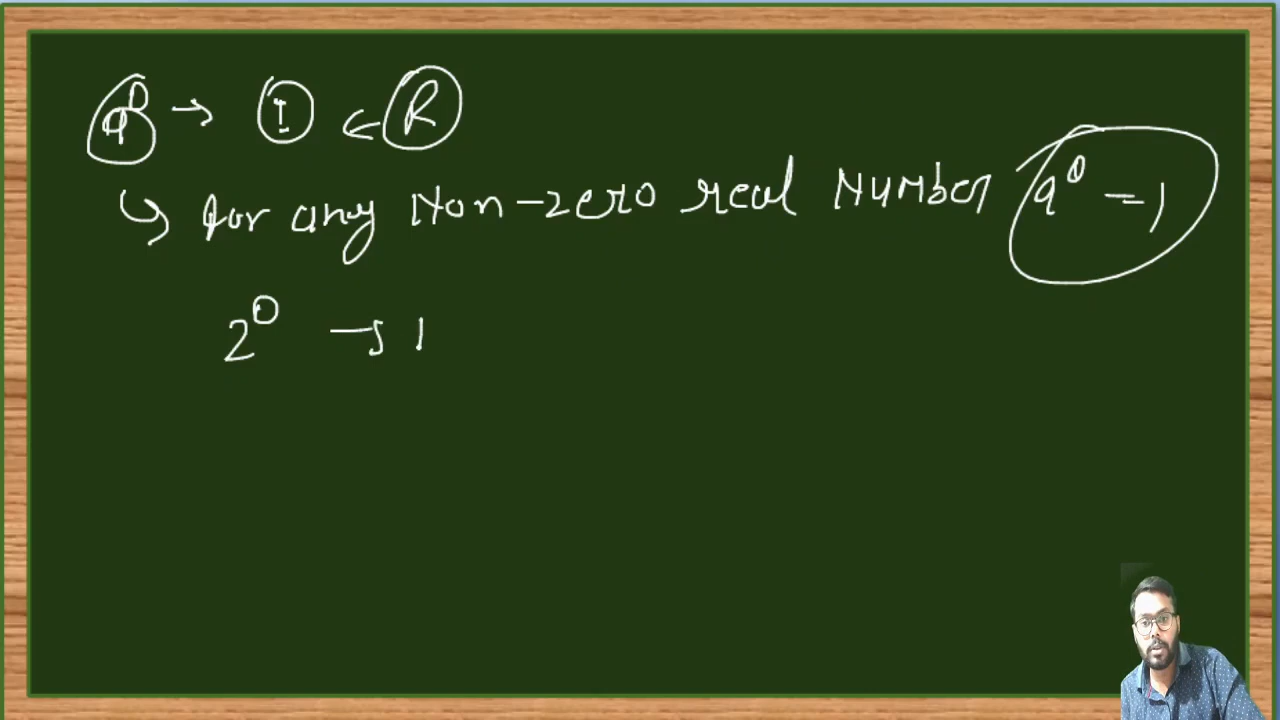 a⁰ → I ← R
↳ for any Non-zero real Number a⁰ = 1
2⁰ → 1